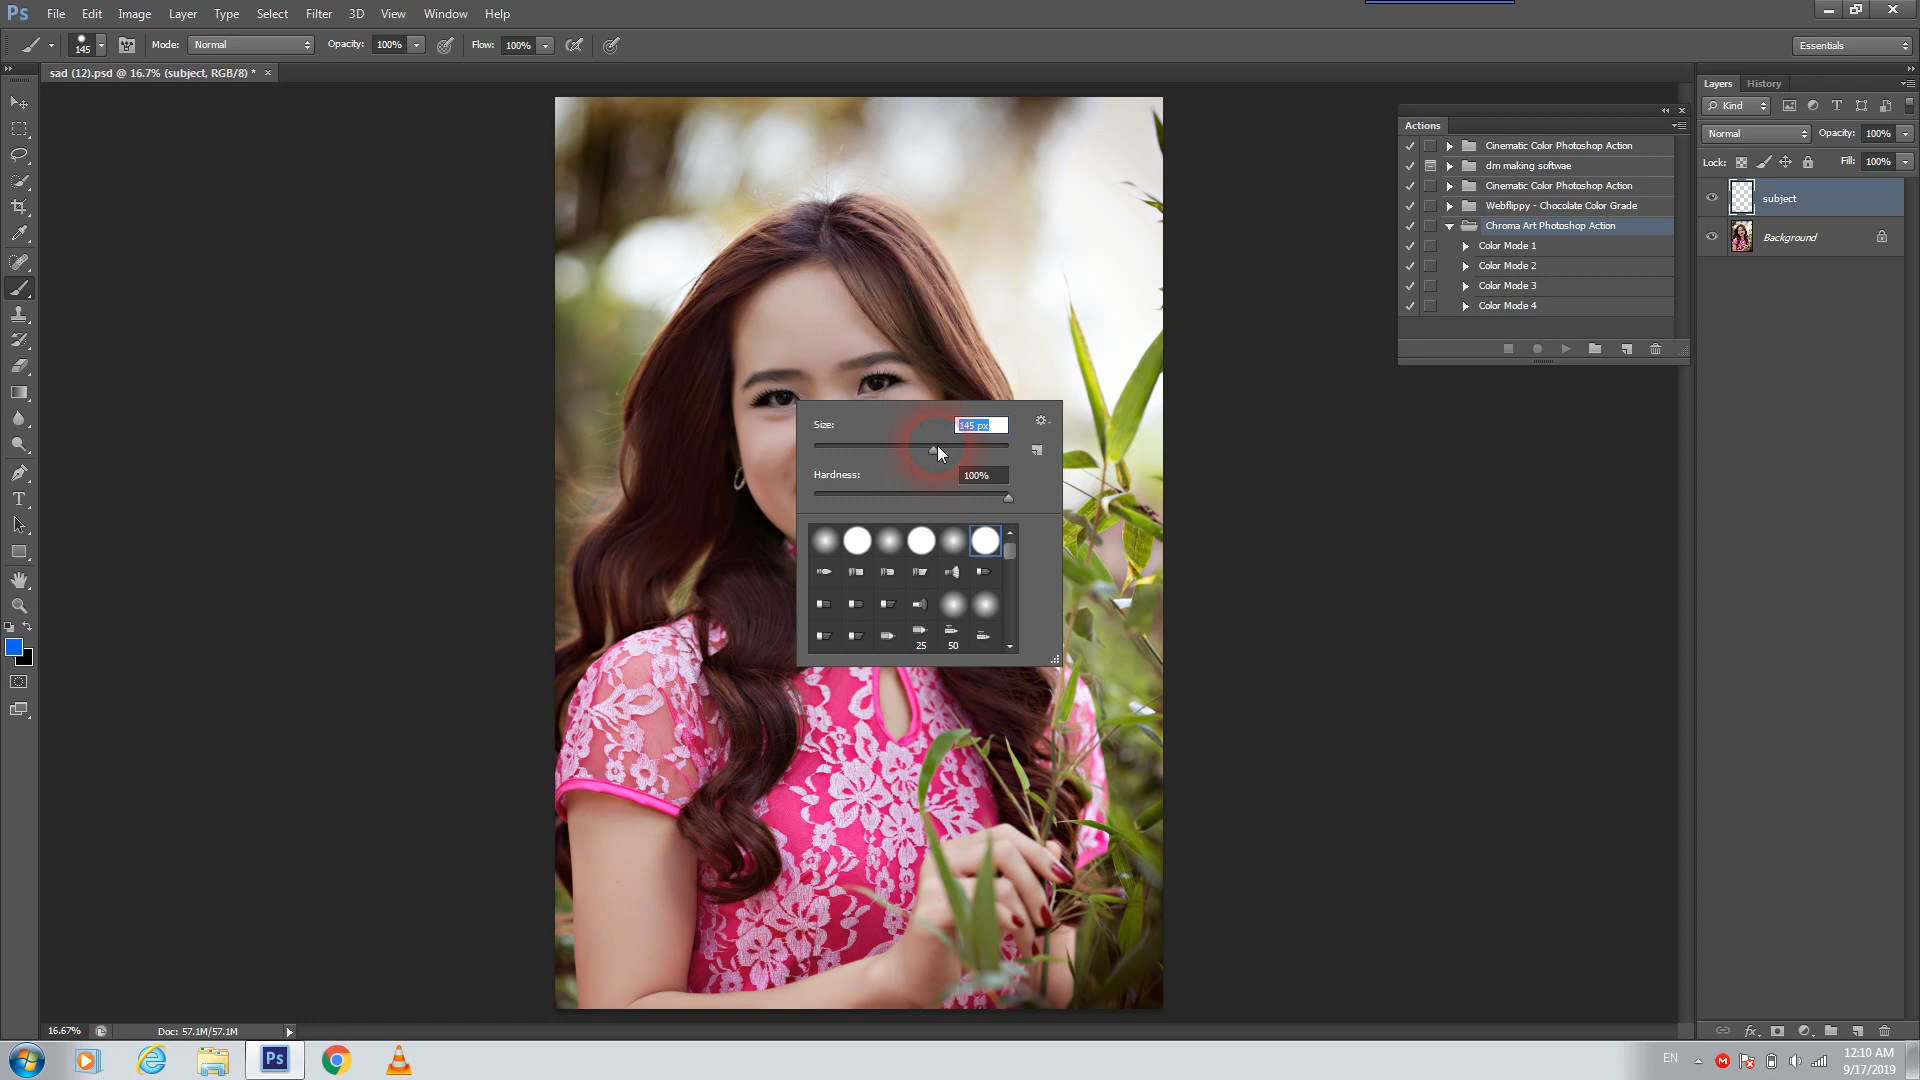 Ps File Edit Image Layer Type Select Filter 3D View Window Help
145 Mode: Normal Opacity: 100% Flow: 100% Essentials
sad (12).psd @ 16.7% (subject, RGB/8) * ×
Layers History
Kind
Normal Opacity: 100%
Lock: Fill: 100%
subject
Background
Actions
Cinematic Color Photoshop Action
dm making softwae
Cinematic Color Photoshop Action
Webflippy - Chocolate Color Grade
Chroma Art Photoshop Action
Color Mode 1
Color Mode 2
Color Mode 3
Color Mode 4
Size: 145 px
Hardness: 100%
25 50
16.67% Doc: 57.1M/57.1M
Ps
EN
12:10 AM
9/17/2019